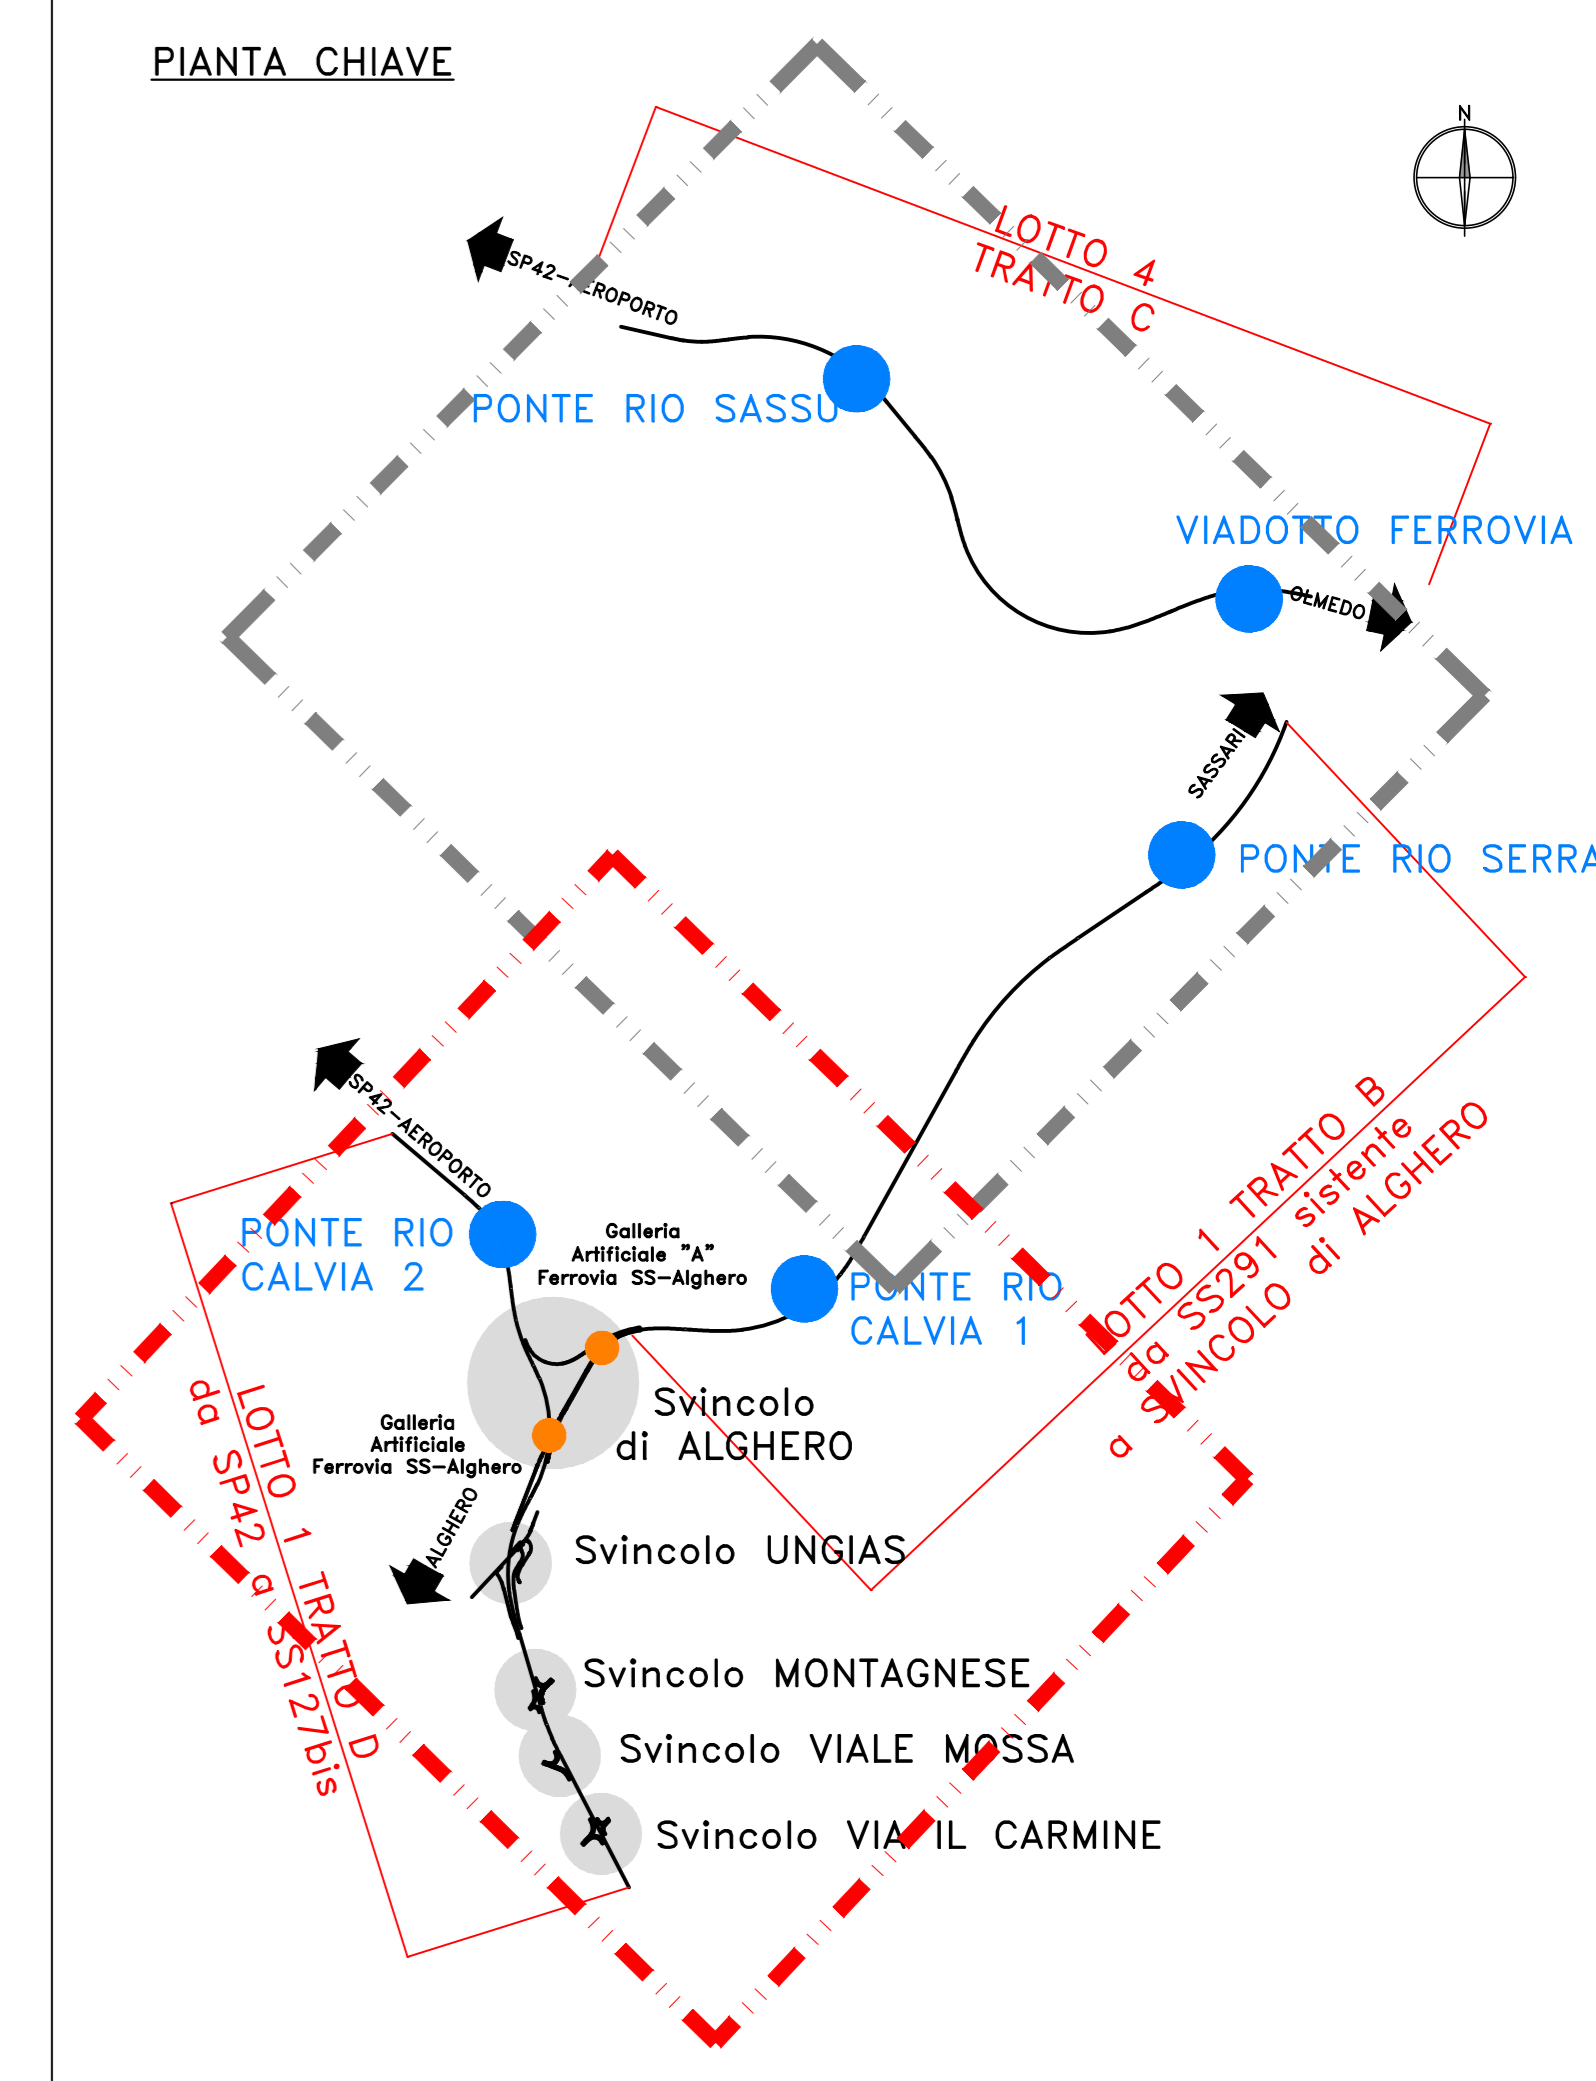 PIANTA CHIAVE
N
LOTTO 4
TRATTO C
SP42-AEROPORTO
PONTE RIO SASSU
VIADOTTO FERROVIA
OLMEDO
SASSARI
PONTE RIO SERRA
SP42-AEROPORTO
PONTE RIO
CALVIA 2
Galleria
Artificiale "A"
Ferrovia SS-Alghero
PONTE RIO
CALVIA 1
LOTTO 1 TRATTO B
da SS291 sistente
a SVINCOLO di ALGHERO
Svincolo
di ALGHERO
Galleria
Artificiale
Ferrovia SS-Alghero
ALGHERO
LOTTO 1 TRATTO D
da SP42 a SS127bis
Svincolo UNGIAS
Svincolo MONTAGNESE
Svincolo VIALE MOSSA
Svincolo VIA IL CARMINE